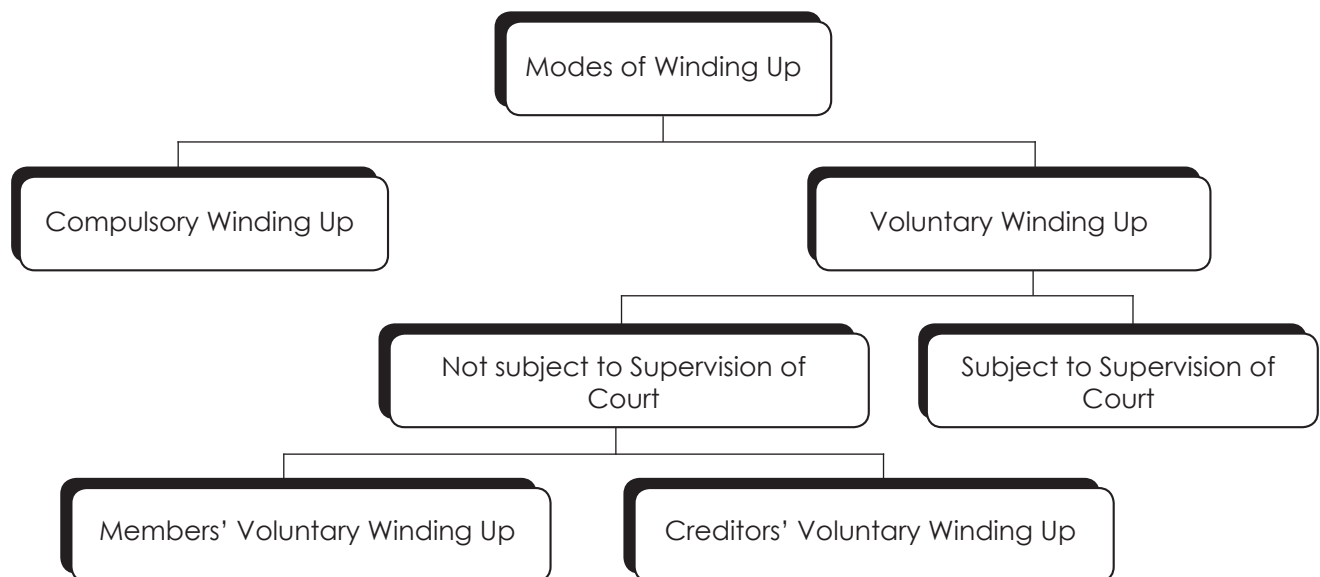 Modes of Winding Up
Compulsory Winding Up
Voluntary Winding Up
Not subject to Supervision of
Court
Subject to Supervision of
Court
Members’ Voluntary Winding Up
Creditors’ Voluntary Winding Up